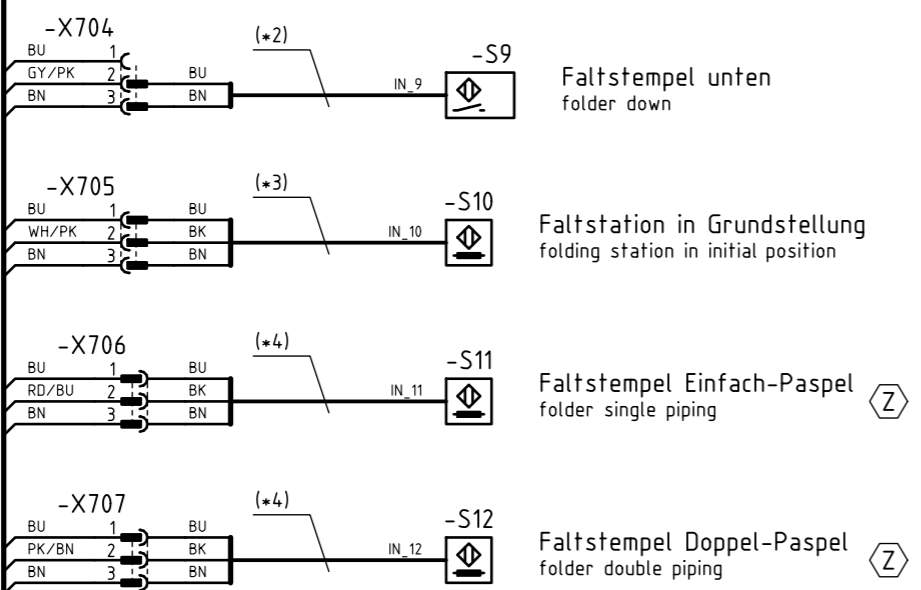 -X704
(*2)
-S9
BU 1
GY/PK 2 BU
BN 3 BN
IN_9
Faltstempel unten
folder down
-X705
(*3)
-S10
BU 1 BU
WH/PK 2 BK
BN 3 BN
IN_10
Faltstation in Grundstellung
folding station in initial position
-X706
(*4)
-S11
BU 1 BU
RD/BU 2 BK
BN 3 BN
IN_11
Faltstempel Einfach-Paspel
folder single piping
Z
-X707
(*4)
-S12
BU 1 BU
PK/BN 2 BK
BN 3 BN
IN_12
Faltstempel Doppel-Paspel
folder double piping
Z